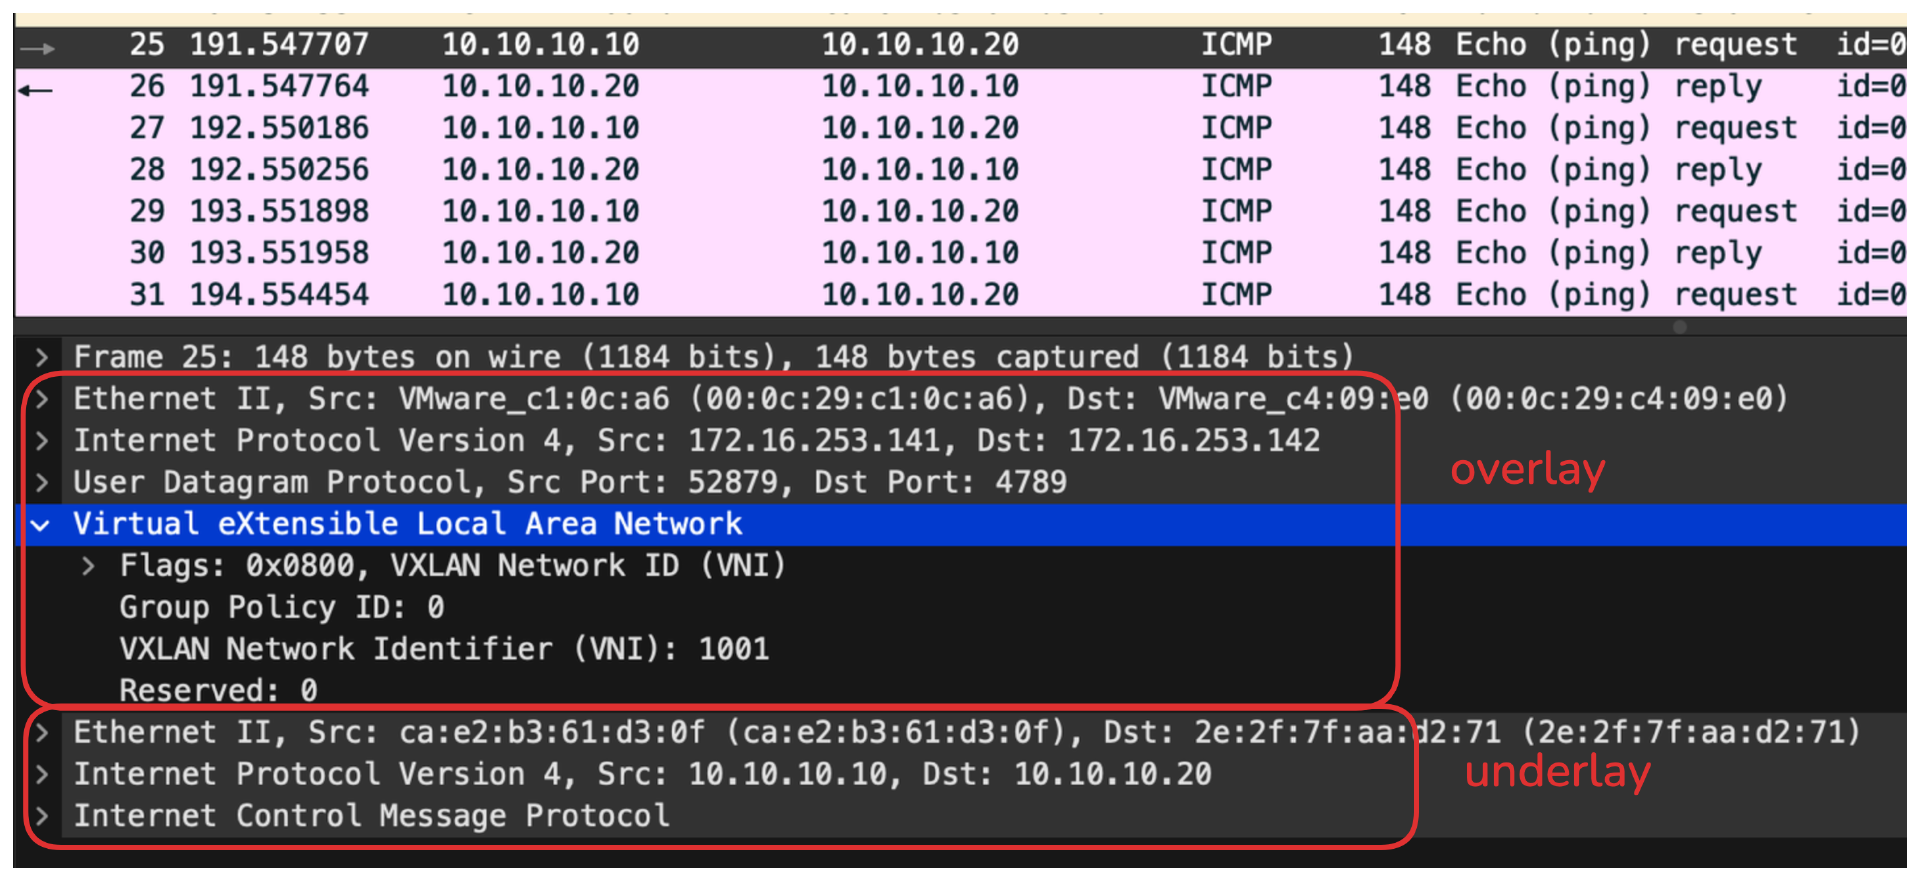 25 191.547707 10.10.10.10 10.10.10.20 ICMP 148 Echo (ping) request id=0
26 191.547764 10.10.10.20 10.10.10.10 ICMP 148 Echo (ping) reply id=0
27 192.550186 10.10.10.10 10.10.10.20 ICMP 148 Echo (ping) request id=0
28 192.550256 10.10.10.20 10.10.10.10 ICMP 148 Echo (ping) reply id=0
29 193.551898 10.10.10.10 10.10.10.20 ICMP 148 Echo (ping) request id=0
30 193.551958 10.10.10.20 10.10.10.10 ICMP 148 Echo (ping) reply id=0
31 194.554454 10.10.10.10 10.10.10.20 ICMP 148 Echo (ping) request id=0
Frame 25: 148 bytes on wire (1184 bits), 148 bytes captured (1184 bits)
Ethernet II, Src: VMware_c1:0c:a6 (00:0c:29:c1:0c:a6), Dst: VMware_c4:09:e0 (00:0c:29:c4:09:e0)
Internet Protocol Version 4, Src: 172.16.253.141, Dst: 172.16.253.142
User Datagram Protocol, Src Port: 52879, Dst Port: 4789
overlay
Virtual eXtensible Local Area Network
Flags: 0x0800, VXLAN Network ID (VNI)
Group Policy ID: 0
VXLAN Network Identifier (VNI): 1001
Reserved: 0
Ethernet II, Src: ca:e2:b3:61:d3:0f (ca:e2:b3:61:d3:0f), Dst: 2e:2f:7f:aa:d2:71 (2e:2f:7f:aa:d2:71)
Internet Protocol Version 4, Src: 10.10.10.10, Dst: 10.10.10.20
underlay
Internet Control Message Protocol